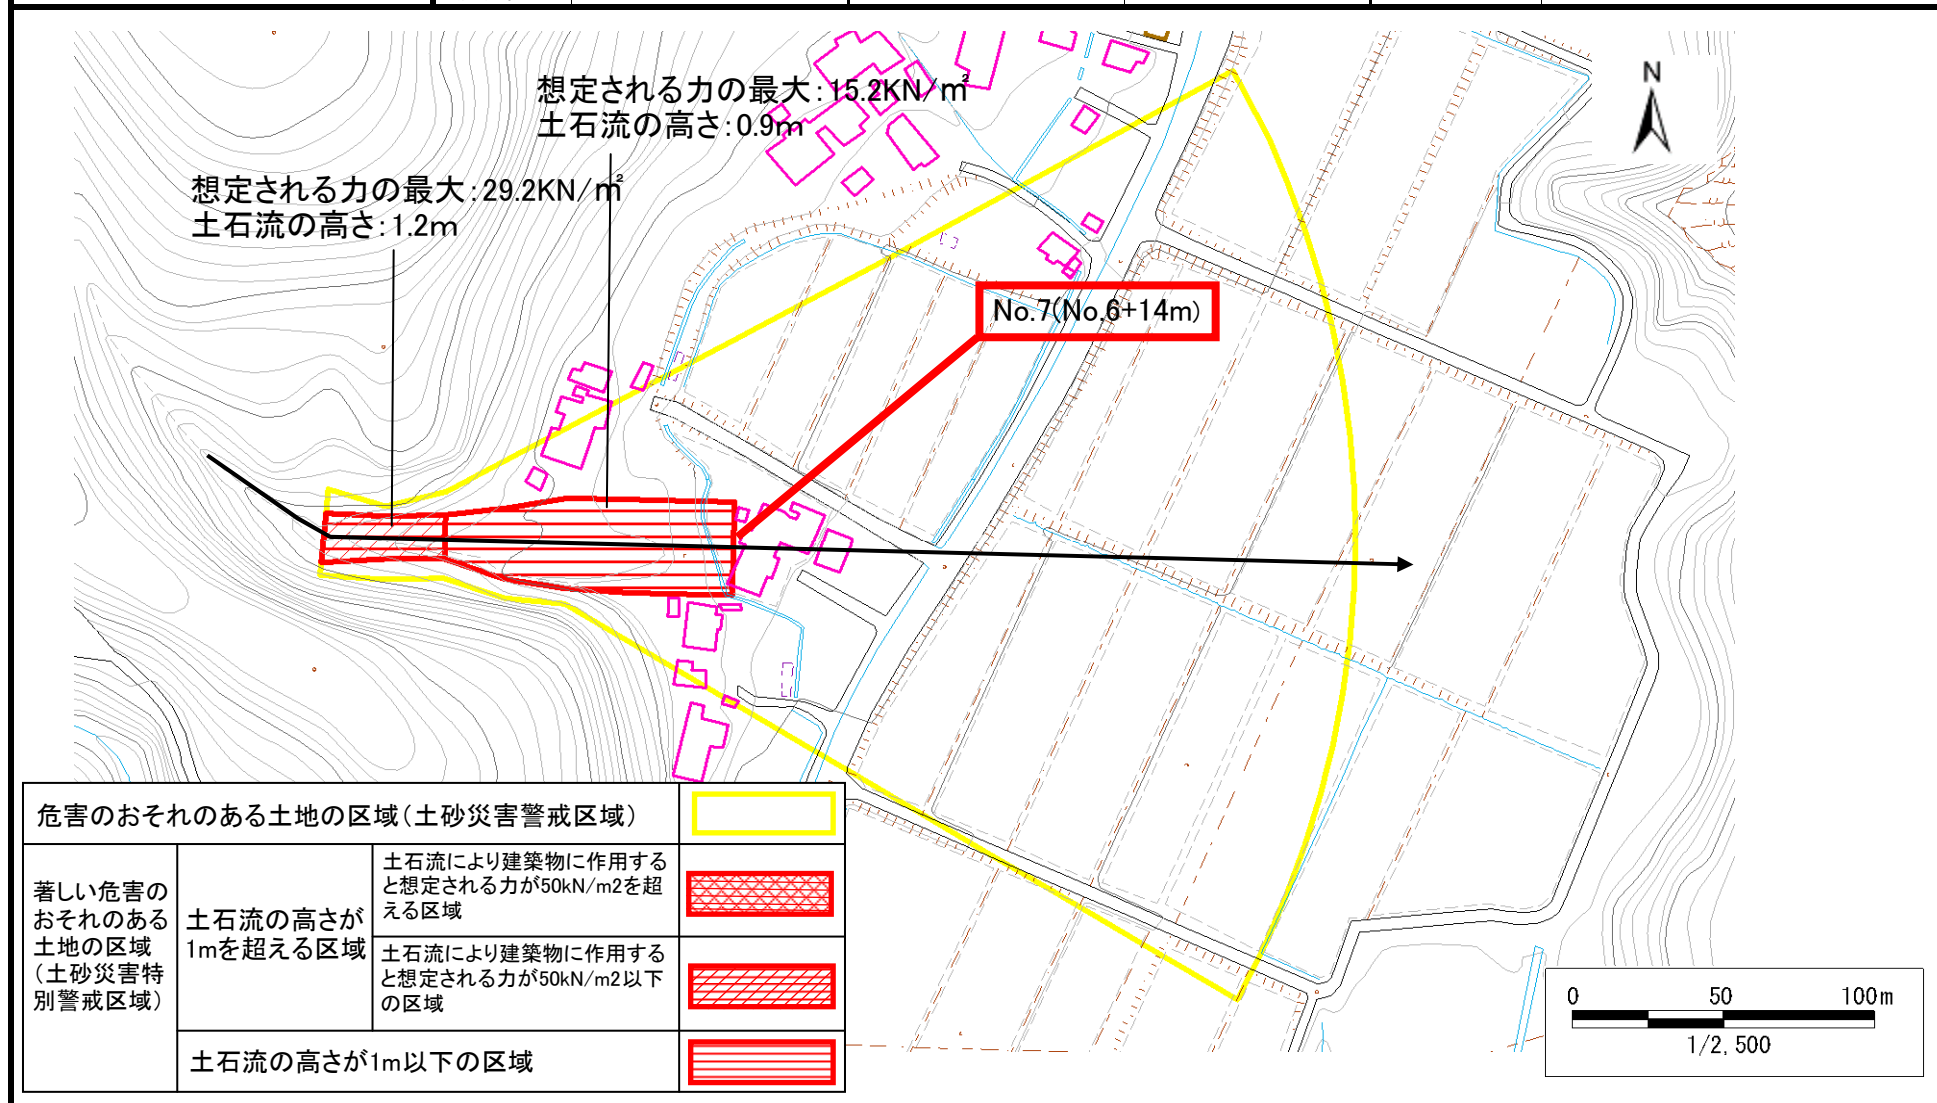 想定される力の最大:15.2KN/㎡
土石流の高さ:0.9m
想定される力の最大:29.2KN/㎡
土石流の高さ:1.2m
N
No.7(No.6+14m)
危害のおそれのある土地の区域(土砂災害警戒区域)
著しい危害の
おそれのある
土地の区域
(土砂災害特
別警戒区域)
土石流の高さが
1mを超える区域
土石流により建築物に作用する
と想定される力が50kN/m2を超
える区域
土石流により建築物に作用する
と想定される力が50kN/m2以下
の区域
土石流の高さが1m以下の区域
0 50 100m
1/2,500